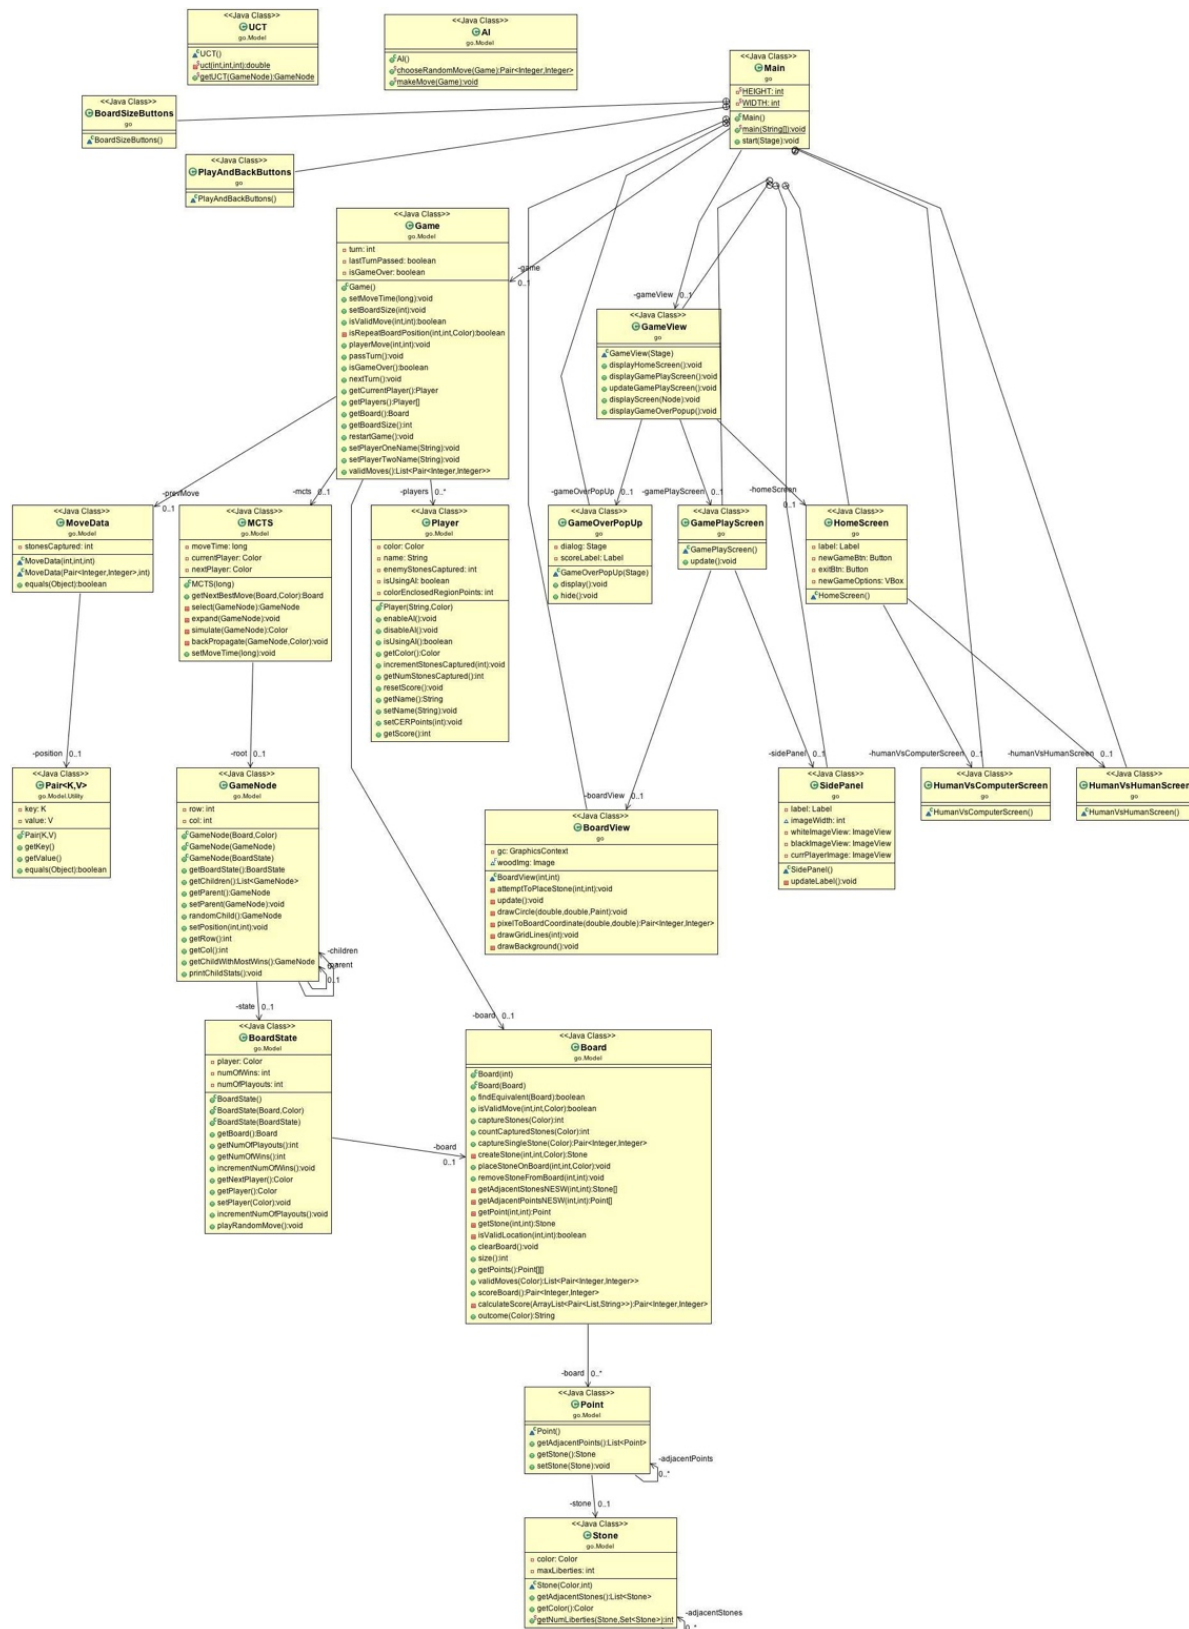 <<Java Class>>
UCT
go.Model
UCT()
uct(int,int,int):double
getUCT(GameNode):GameNode
<<Java Class>>
AI
go.Model
AI()
chooseRandomMove(Game):Pair<Integer,Integer>
makeMove(Game):void
<<Java Class>>
Main
go
HEIGHT: int
WIDTH: int
Main()
main(String[]):void
start(Stage):void
<<Java Class>>
BoardSizeButtons
go
BoardSizeButtons()
<<Java Class>>
PlayAndBackButtons
go
PlayAndBackButtons()
<<Java Class>>
Game
go.Model
turn: int
lastTurnPassed: boolean
isGameOver: boolean
Game()
setMoveTime(long):void
setBoardSize(int):void
isValidMove(int,int):boolean
isRepeatBoardPosition(int,int,Color):boolean
playerMove(int,int):void
passTurn():void
isGameOver():boolean
nextTurn():void
getCurrentPlayer():Player
getPlayers():Player[]
getBoard():Board
getBoardSize():int
restartGame():void
setPlayerOneName(String):void
setPlayerTwoName(String):void
validMoves():List<Pair<Integer,Integer>>
-game
0..1
-gameView 0..1
<<Java Class>>
GameView
go
GameView(Stage)
displayHomeScreen():void
displayGamePlayScreen():void
updateGamePlayScreen():void
displayScreen(Node):void
displayGameOverPopup():void
-prevMove
0..1
-mcts 0..1
-players 0..*
-gameOverPopUp 0..1
-gamePlayScreen 0..1
-homeScreen
0..1
<<Java Class>>
MoveData
go.Model
stonesCaptured: int
MoveData(int,int,int)
MoveData(Pair<Integer,Integer>,int)
equals(Object):boolean
<<Java Class>>
MCTS
go.Model
moveTime: long
currentPlayer: Color
nextPlayer: Color
MCTS(long)
getNextBestMove(Board,Color):Board
select(GameNode):GameNode
expand(GameNode):void
simulate(GameNode):Color
backPropagate(GameNode,Color):void
setMoveTime(long):void
<<Java Class>>
Player
go.Model
color: Color
name: String
enemyStonesCaptured: int
isUsingAI: boolean
colorEnclosedRegionPoints: int
Player(String,Color)
enableAI():void
disableAI():void
isUsingAI():boolean
getColor():Color
incrementStonesCaptured(int):void
getNumStonesCaptured():int
resetScore():void
getName():String
setName(String):void
setCERPoints(int):void
getScore():int
<<Java Class>>
GameOverPopUp
go
dialog: Stage
scoreLabel: Label
GameOverPopUp(Stage)
display():void
hide():void
<<Java Class>>
GamePlayScreen
go
GamePlayScreen()
update():void
<<Java Class>>
HomeScreen
go
label: Label
newGameBtn: Button
exitBtn: Button
newGameOptions: VBox
HomeScreen()
-position 0..1
-root 0..1
-boardView 0..1
-sidePanel 0..1
-humanVsComputerScreen 0..1
-humanVsHumanScreen 0..1
<<Java Class>>
Pair<K,V>
go.Model.Utility
key: K
value: V
Pair(K,V)
getKey()
getValue()
equals(Object):boolean
<<Java Class>>
GameNode
go.Model
row: int
col: int
GameNode(Board,Color)
GameNode(GameNode)
GameNode(BoardState)
getBoardState():BoardState
getChildren():List<GameNode>
getParent():GameNode
setParent(GameNode):void
randomChild():GameNode
setPosition(int,int):void
getRow():int
getCol():int
getChildWithMostWins():GameNode
printChildStats():void
-children
-parent
0..1
<<Java Class>>
BoardView
go
gc: GraphicsContext
woodImg: Image
BoardView(int,int)
attemptToPlaceStone(int,int):void
update():void
drawCircle(double,double,Paint):void
pixelToBoardCoordinate(double,double):Pair<Integer,Integer>
drawGridLines(int):void
drawBackground():void
<<Java Class>>
SidePanel
go
label: Label
imageWidth: int
whiteImageView: ImageView
blackImageView: ImageView
currPlayerImage: ImageView
SidePanel()
updateLabel():void
<<Java Class>>
HumanVsComputerScreen
go
HumanVsComputerScreen()
<<Java Class>>
HumanVsHumanScreen
go
HumanVsHumanScreen()
-state 0..1
-board 0..1
<<Java Class>>
BoardState
go.Model
player: Color
numOfWins: int
numOfPlayouts: int
BoardState()
BoardState(Board,Color)
BoardState(BoardState)
getBoard():Board
getNumOfPlayouts():int
getNumOfWins():int
incrementNumOfWins():void
getNextPlayer():Color
getPlayer():Color
setPlayer(Color):void
incrementNumOfPlayouts():void
playRandomMove():void
-board
0..1
<<Java Class>>
Board
go.Model
Board(int)
Board(Board)
findEquivalent(Board):boolean
isValidMove(int,int,Color):boolean
captureStones(Color):int
countCapturedStones(Color):int
captureSingleStone(Color):Pair<Integer,Integer>
createStone(int,int,Color):Stone
placeStoneOnBoard(int,int,Color):void
removeStoneFromBoard(int,int):void
getAdjacentStonesNESW(int,int):Stone[]
getAdjacentPointsNESW(int,int):Point[]
getPoint(int,int):Point
getStone(int,int):Stone
isValidLocation(int,int):boolean
clearBoard():void
size():int
getPoints():Point[][]
validMoves(Color):List<Pair<Integer,Integer>>
scoreBoard():Pair<Integer,Integer>
calculateScore(ArrayList<Pair<List,String>>):Pair<Integer,Integer>
outcome(Color):String
-board 0..*
<<Java Class>>
Point
go.Model
Point()
getAdjacentPoints():List<Point>
getStone():Stone
setStone(Stone):void
-adjacentPoints
0..*
-stone 0..1
<<Java Class>>
Stone
go.Model
color: Color
maxLiberties: int
Stone(Color,int)
getAdjacentStones():List<Stone>
getColor():Color
getNumLiberties(Stone,Set<Stone>):int
-adjacentStones
0..*